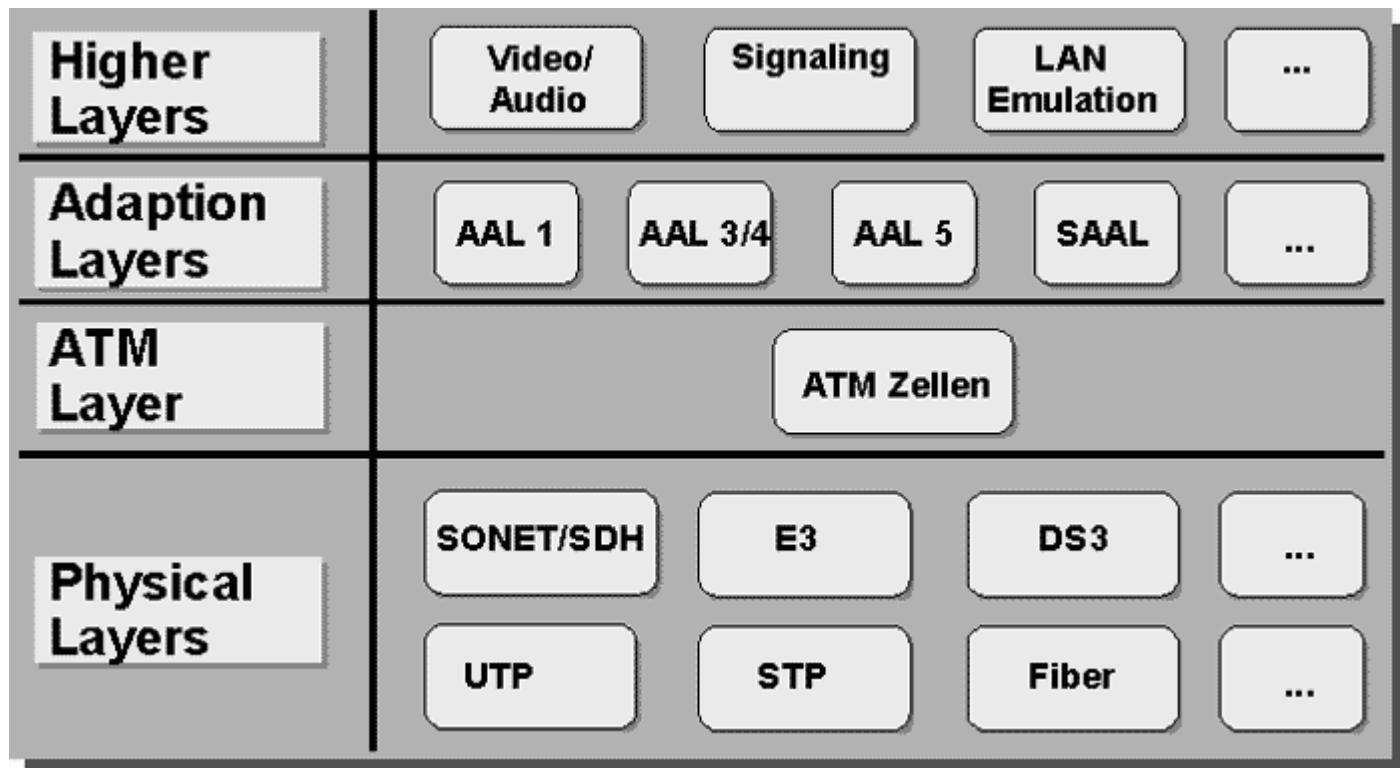 Higher
Layers
Video/
Audio
Signaling
LAN
Emulation
...
Adaption
Layers
AAL 1
AAL 3/4
AAL 5
SAAL
...
ATM
Layer
ATM Zellen
Physical
Layers
SONET/SDH
E3
DS3
...
UTP
STP
Fiber
...